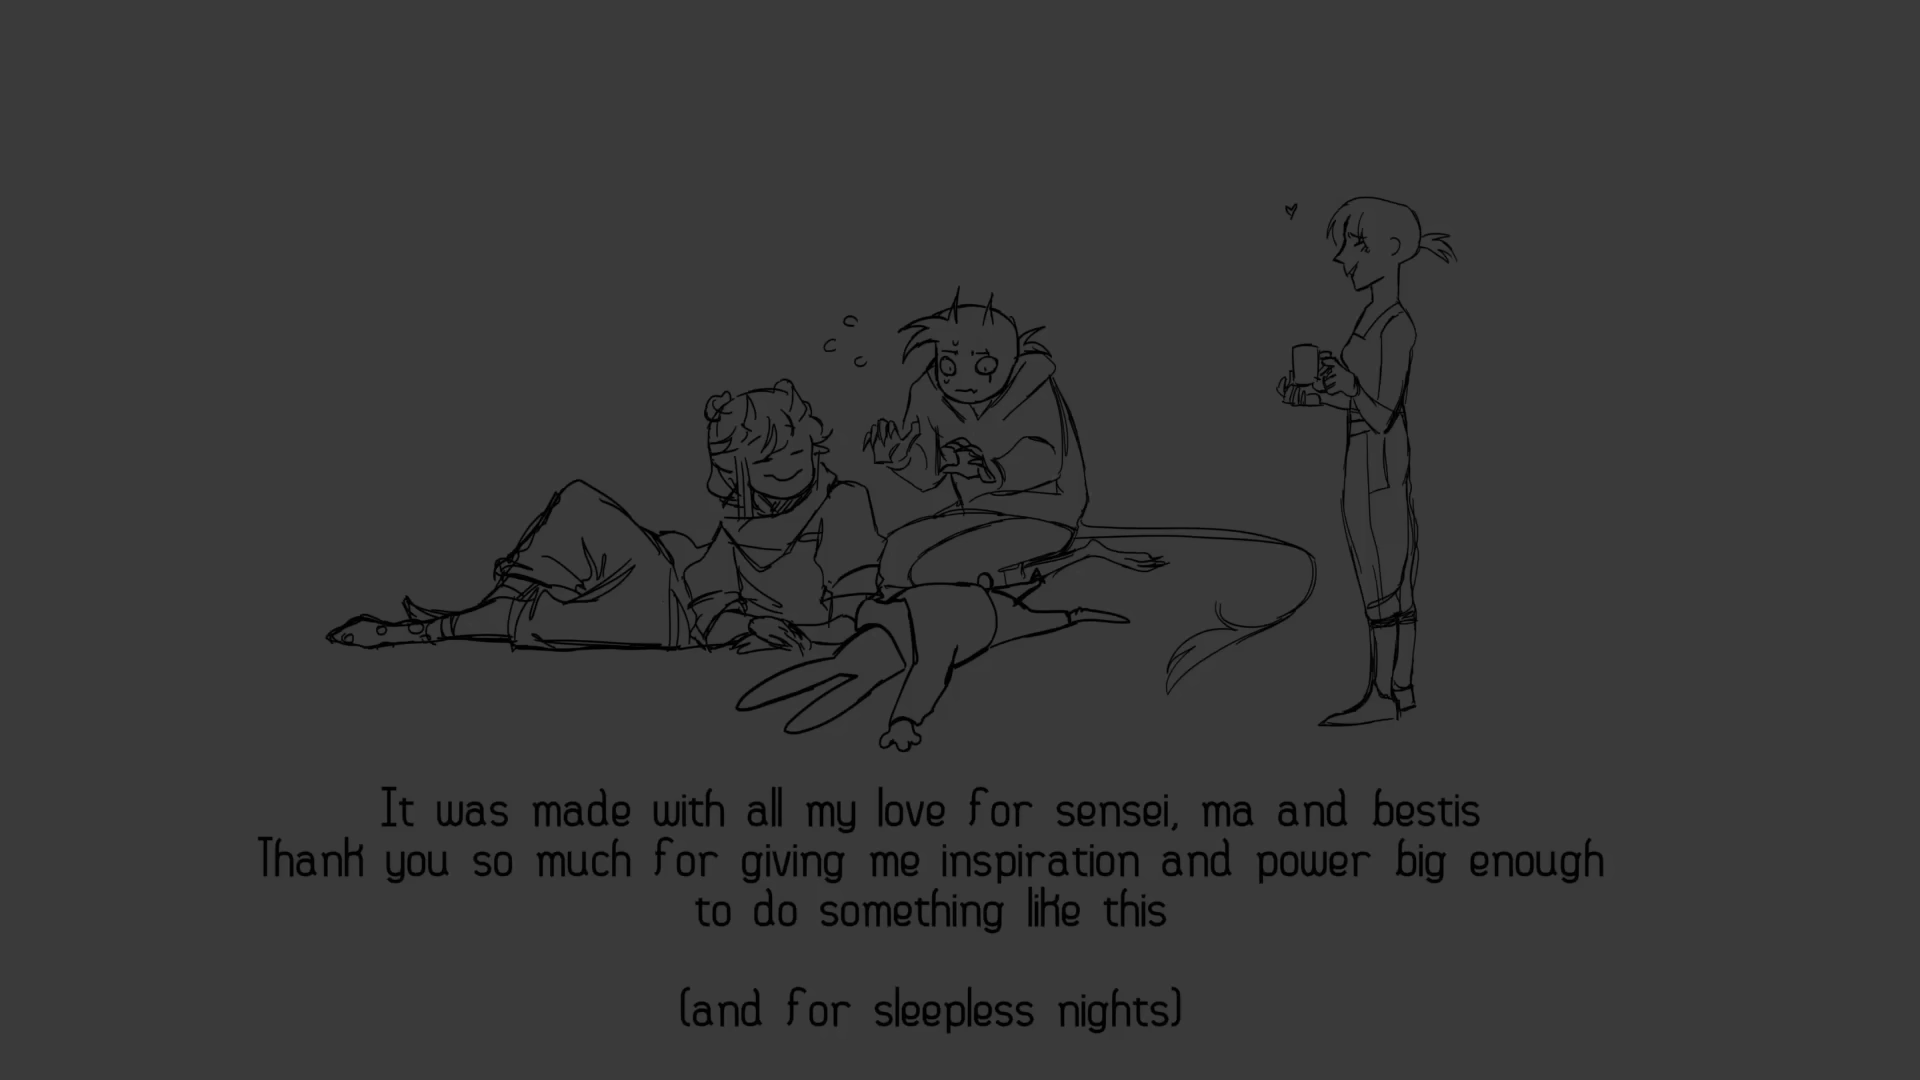 It was made with all my love for sensei, ma and bestis
Thank you so much for giving me inspiration and power big enough
to do something like this
(and for sleepless nights)